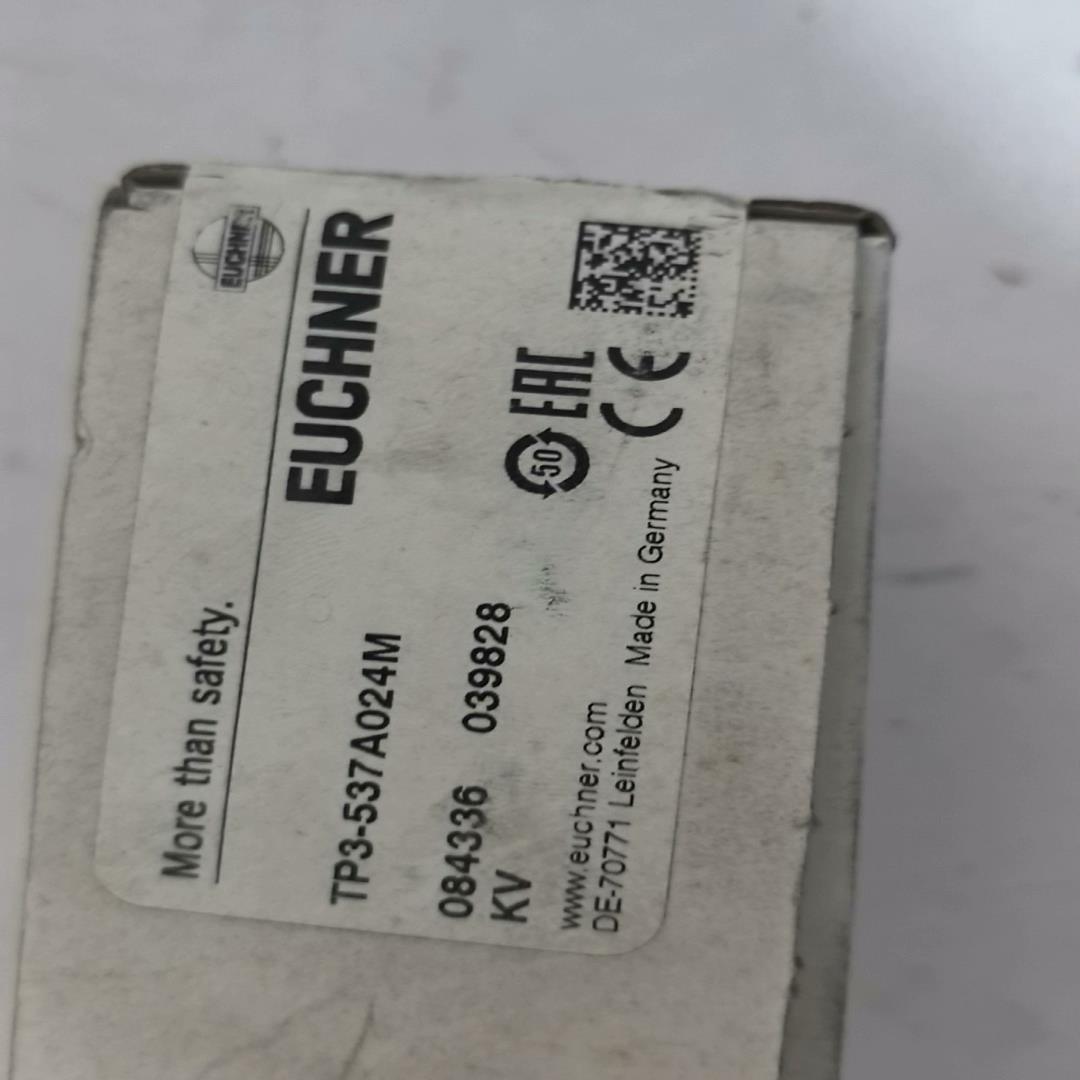 More than safety.
EUCHNER
EUCHNER
TP3-537A024M
084336 039828
KV
50
EAC
CE
www.euchner.com
DE-70771 Leinfelden Made in Germany